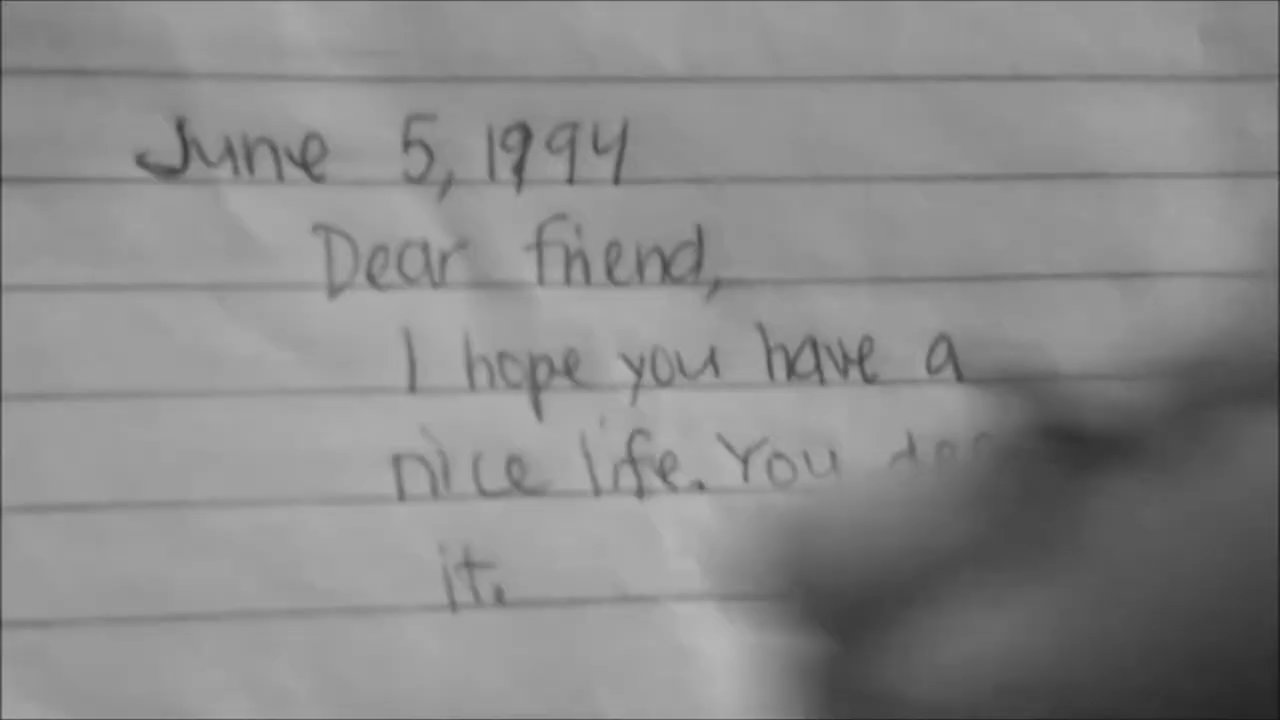 June 5, 1994
Dear friend,
I hope you have a
nice life. You
it.